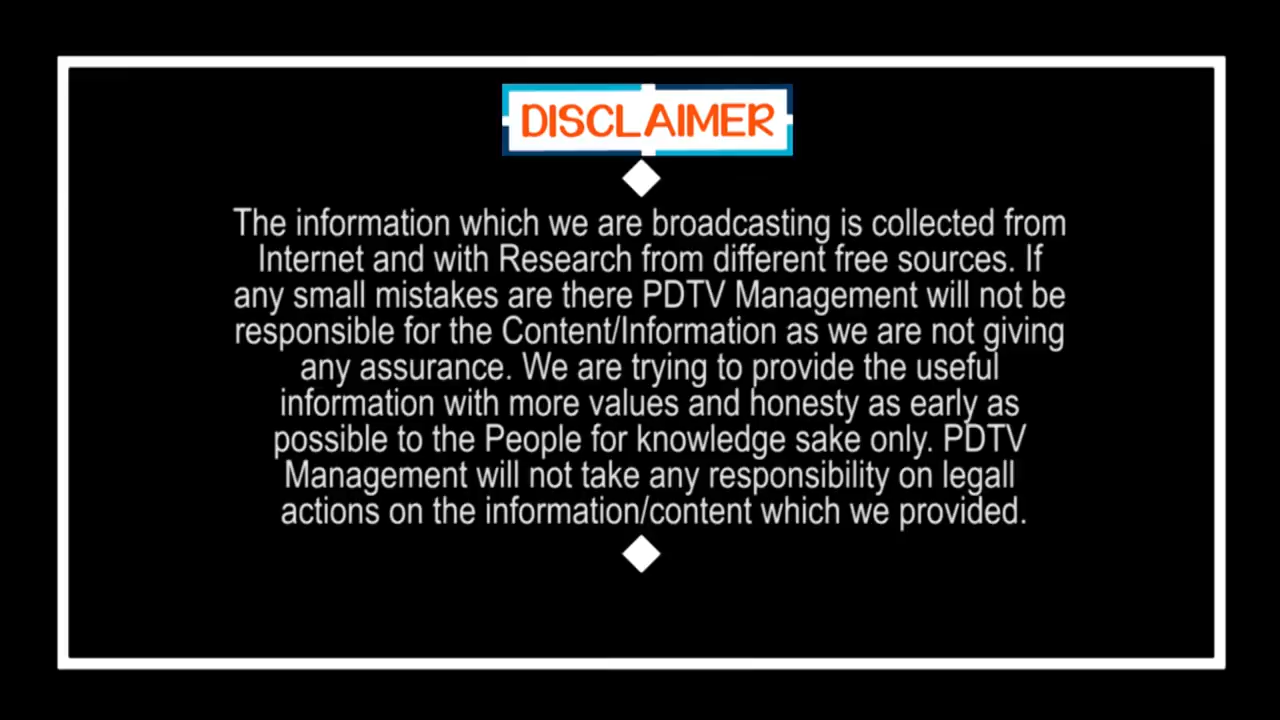 DISCLAIMER
The information which we are broadcasting is collected from
Internet and with Research from different free sources. If
any small mistakes are there PDTV Management will not be
responsible for the Content/Information as we are not giving
any assurance. We are trying to provide the useful
information with more values and honesty as early as
possible to the People for knowledge sake only. PDTV
Management will not take any responsibility on legall
actions on the information/content which we provided.